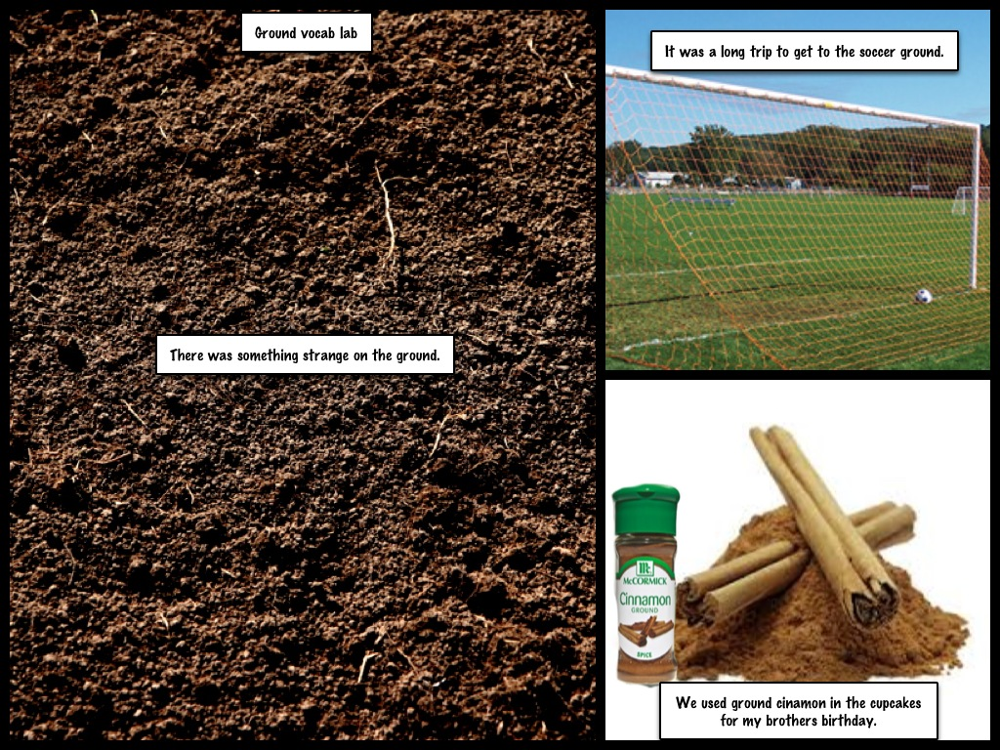 Ground vocab lab
There was something strange on the ground.
It was a long trip to get to the soccer ground.
Mc
McCORMICK
Cinnamon
GROUND
SPICE
We used ground cinamon in the cupcakes
for my brothers birthday.